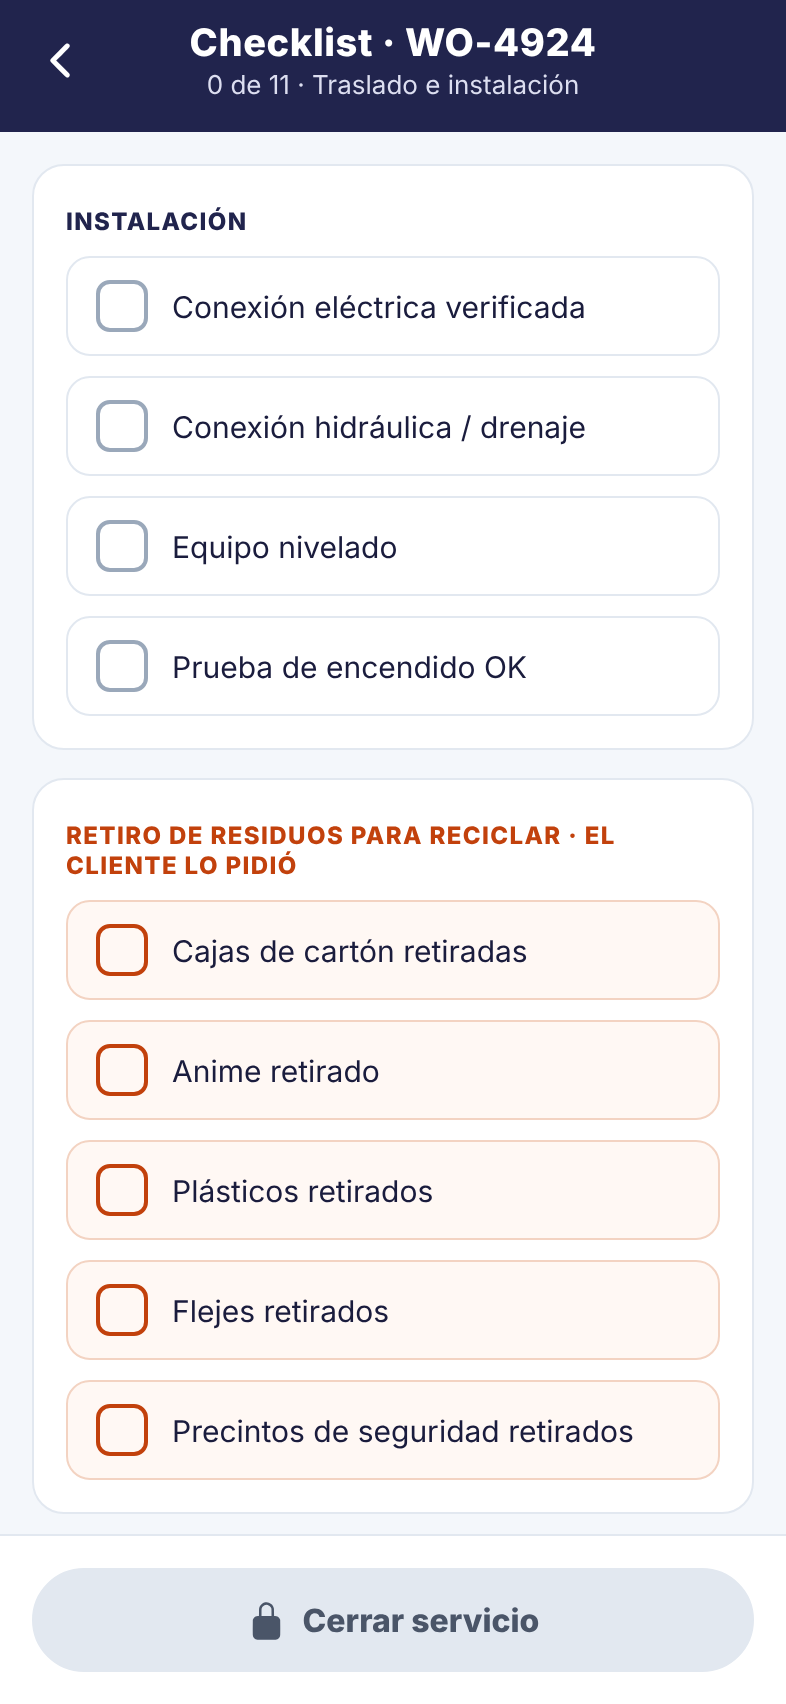 Checklist · WO-4924
0 de 11 · Traslado e instalación
INSTALACIÓN
Conexión eléctrica verificada
Conexión hidráulica / drenaje
Equipo nivelado
Prueba de encendido OK
RETIRO DE RESIDUOS PARA RECICLAR · EL
CLIENTE LO PIDIÓ
Cajas de cartón retiradas
Anime retirado
Plásticos retirados
Flejes retirados
Precintos de seguridad retirados
Cerrar servicio